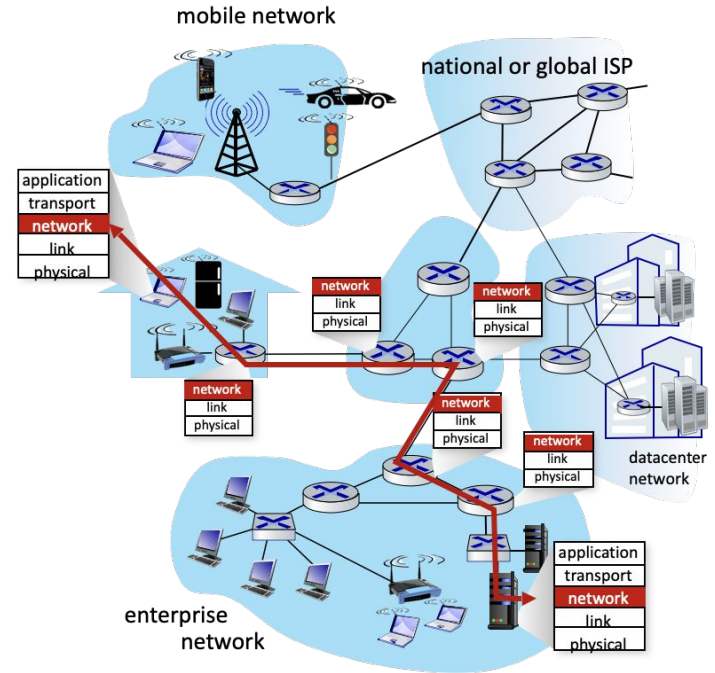 mobile network
national or global ISP
application
transport
network
link
physical
network
link
physical
network
link
physical
network
link
physical
network
link
physical
network
link
physical
datacenter
network
application
transport
network
link
physical
enterprise
network